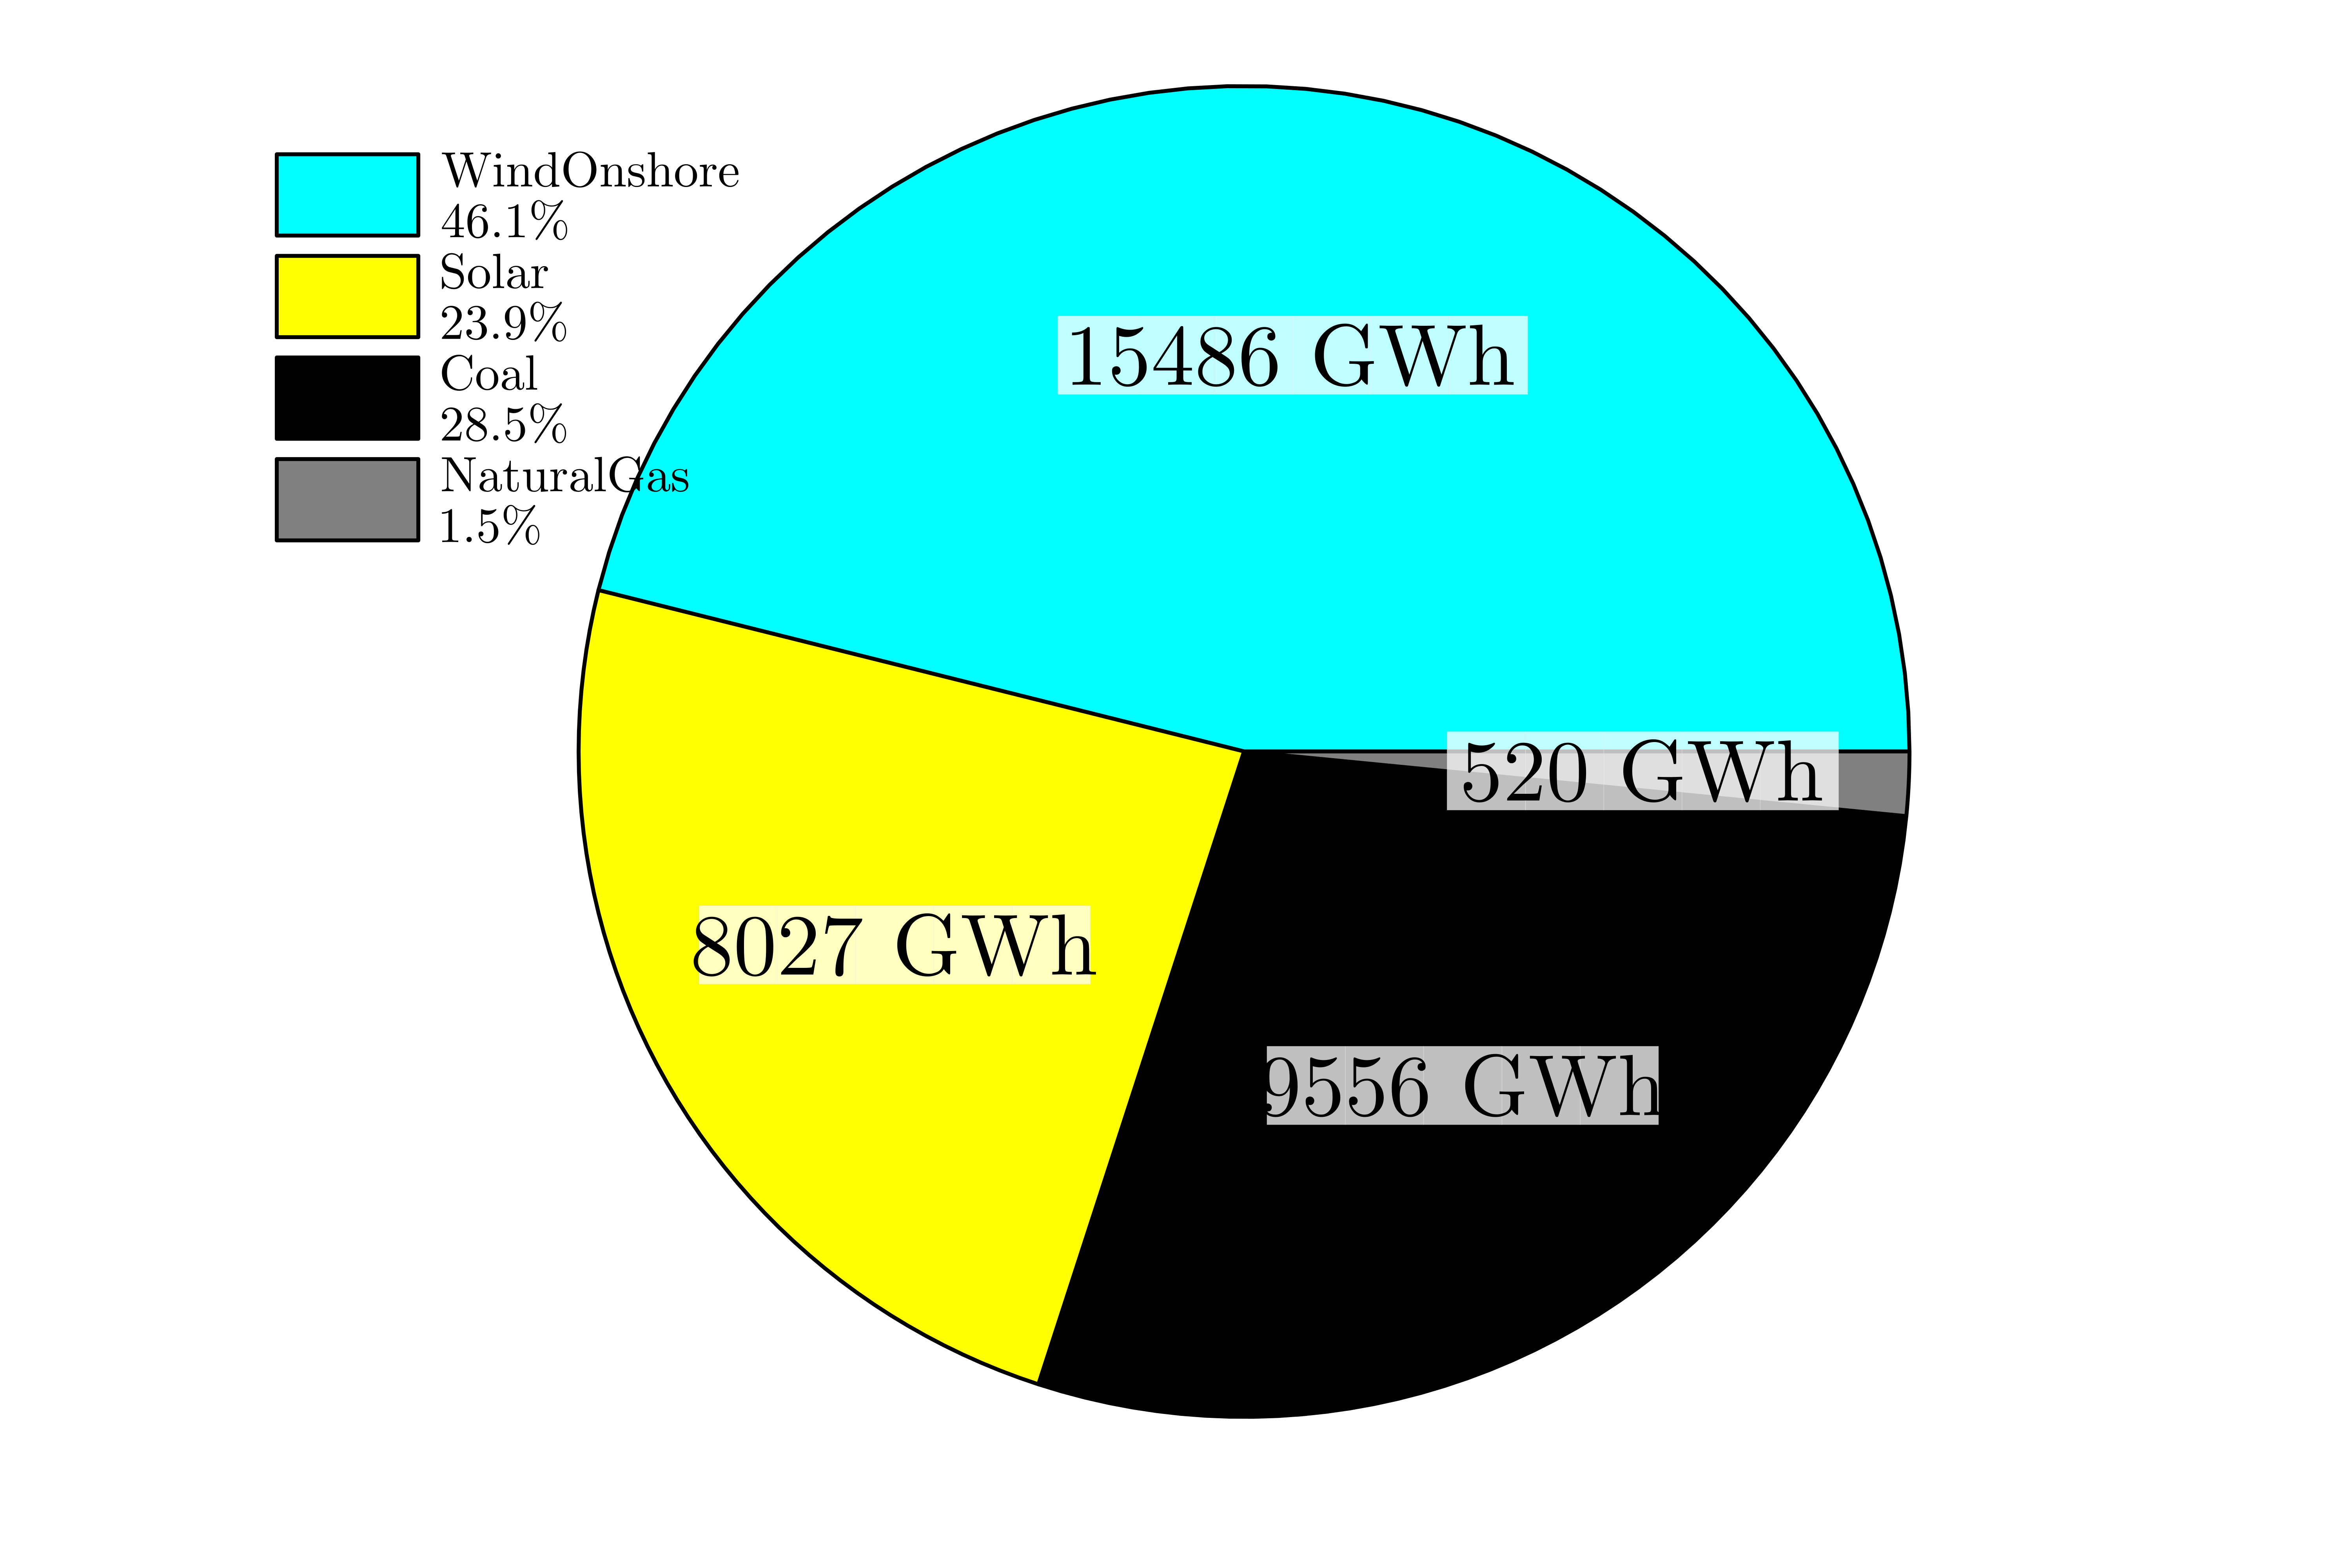 WindOnshore
46.1%
Solar
23.9%
Coal
28.5%
NaturalGas
1.5%
15486 GWh
520 GWh
8027 GWh
9556 GWh